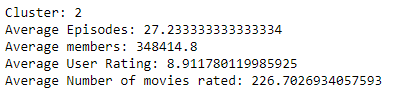 Cluster: 2
Average Episodes: 27.233333333333334
Average members: 348414.8
Average User Rating: 8.911780119985925
Average Number of movies rated: 226.7026934057593